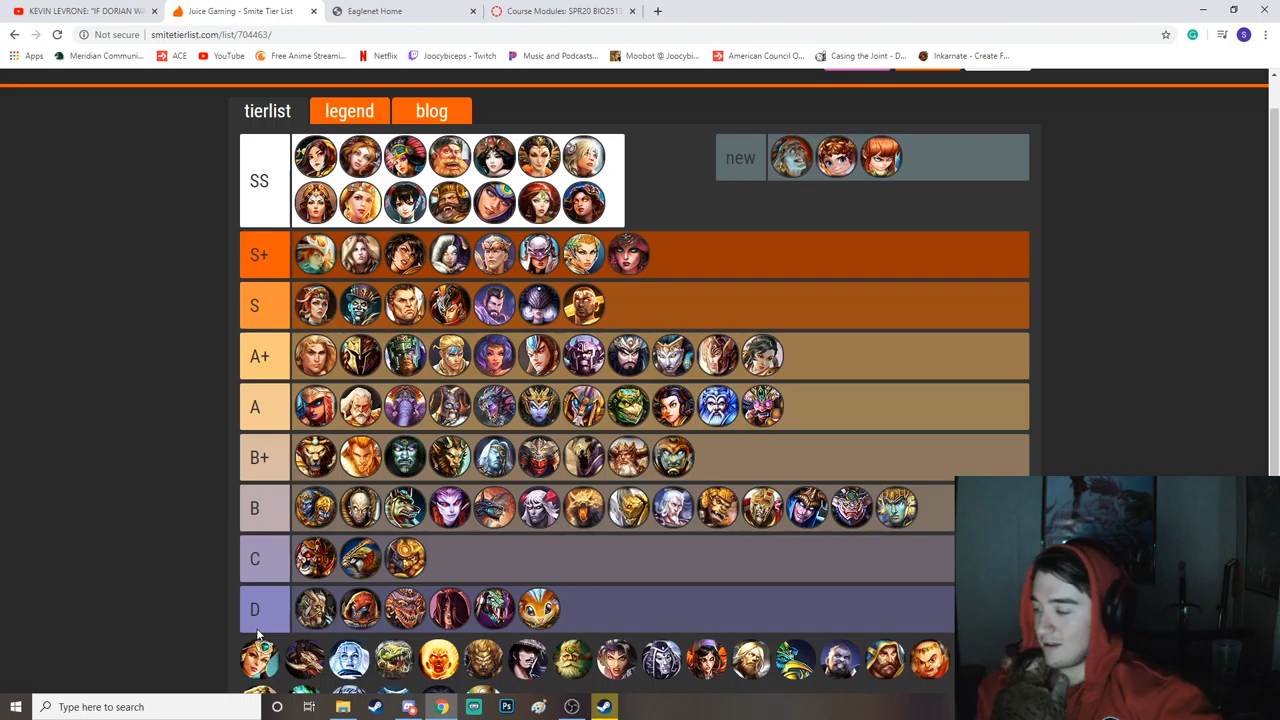 KEVIN LEVRONE: "IF DORIAN WA
Juice Gaming - Smite Tier List
Eaglenet Home
Course Modules: SPR20 BIO2513
Not secure | smitetierlist.com/list/704463/
Apps
Meridian Communi...
ACE
YouTube
Free Anime Streami...
Netflix
Joocybiceps - Twitch
Music and Podcasts...
Moobot @ Joocybi...
American Council O...
Casing the Joint - D...
Inkarnate - Create F...
tierlist
legend
blog
SS
new
S+
S
A+
A
B+
B
C
D
Type here to search